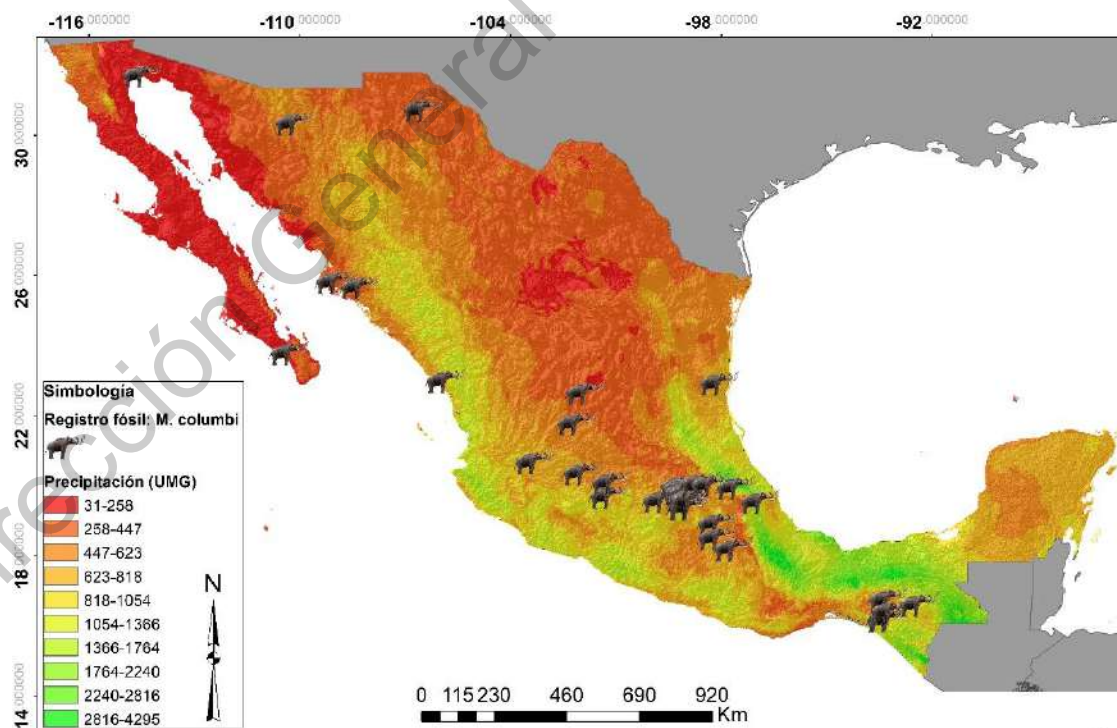 -116.000000 -110.000000 -104.000000 -98.000000 -92.000000
30.000000
26.000000
22.000000
18.000000
14.000000
Dirección General
Simbología
Registro fósil: M. columbi
Precipitación (UMG)
31-258
258-447
447-623
623-818
818-1054
1054-1366
1366-1764
1764-2240
2240-2816
2816-4295
N
0 115 230 460 690 920
Km